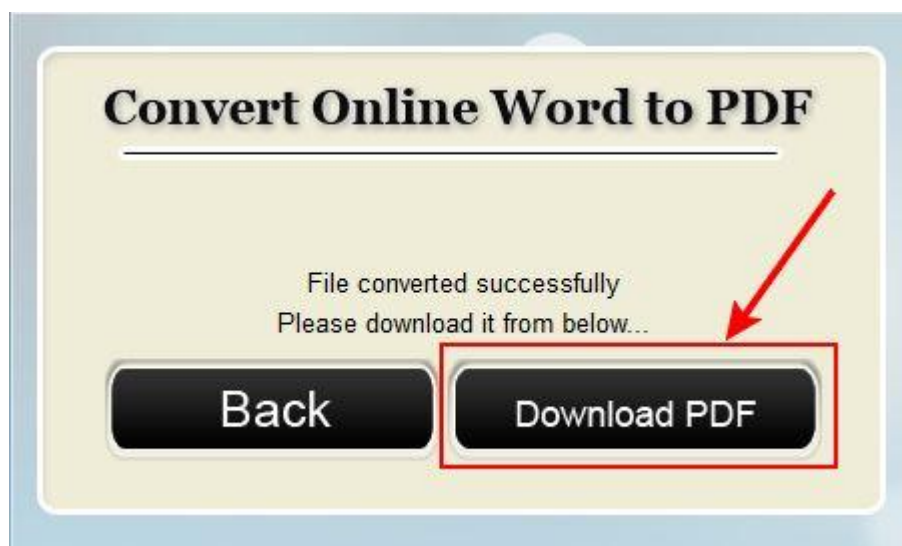 Convert Online Word to PDF
File converted successfully
Please download it from below...
Back
Download PDF